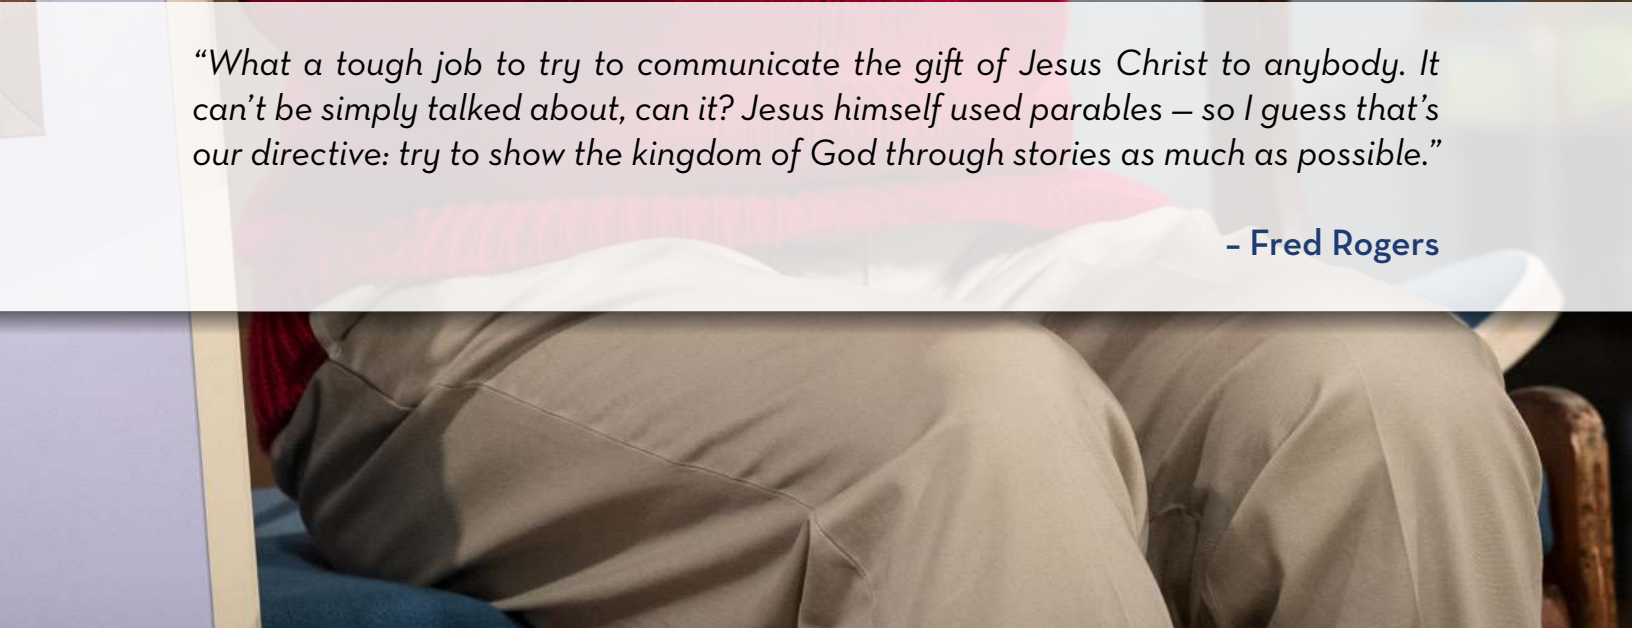 “What a tough job to try to communicate the gift of Jesus Christ to anybody. It
can’t be simply talked about, can it? Jesus himself used parables – so I guess that’s
our directive: try to show the kingdom of God through stories as much as possible.”
– Fred Rogers